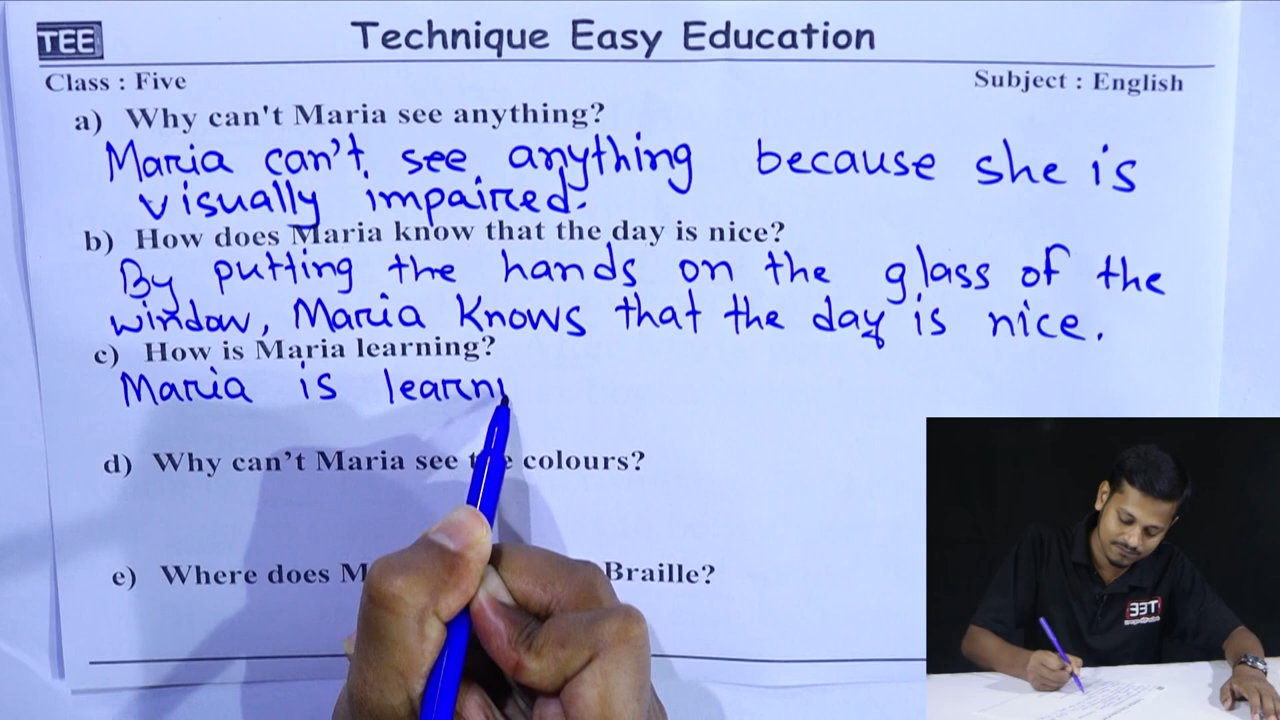 TEE
Technique Easy Education
Class : Five
Subject : English
a) Why can't Maria see anything?
Maria can't see anything because she is
visually impaired.
b) How does Maria know that the day is nice?
By putting the hands on the glass of the
window, Maria knows that the day is nice.
c) How is Maria learning?
Maria is learni
d) Why can't Maria see colours?
e) Where does Braille?